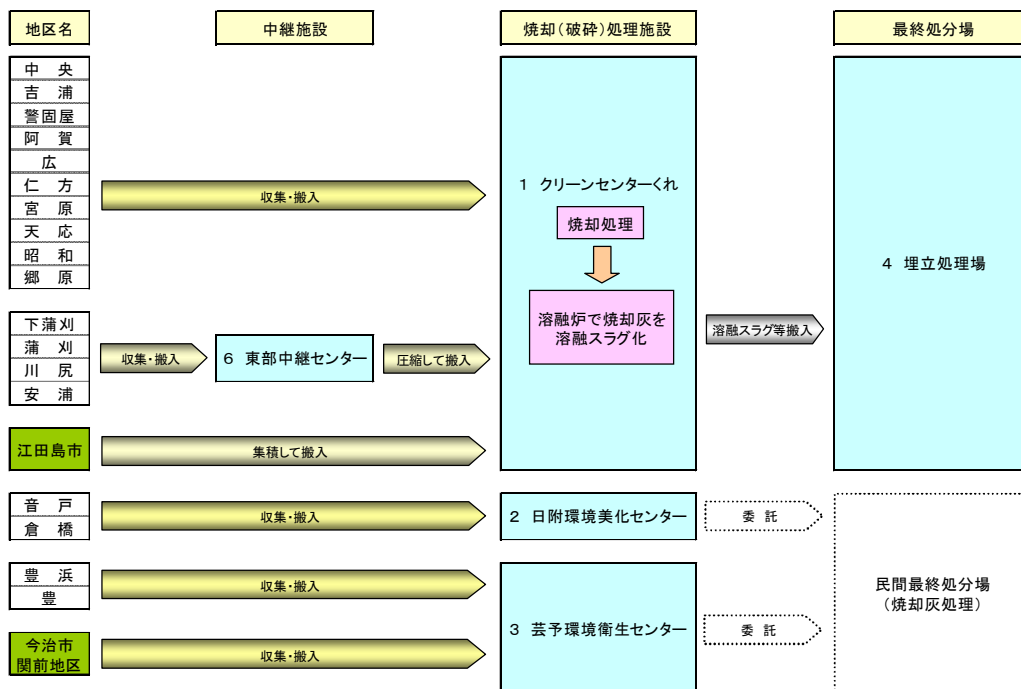 地区名
中継施設
焼却(破砕)処理施設
最終処分場
中 央
吉 浦
警固屋
阿 賀
広
仁 方
宮 原
天 応
昭 和
郷 原
収集・搬入
1 クリーンセンターくれ
焼却処理
溶融炉で焼却灰を
溶融スラグ化
溶融スラグ等搬入
4 埋立処理場
下蒲刈
蒲 刈
川 尻
安 浦
収集・搬入
6 東部中継センター
圧縮して搬入
江田島市
集積して搬入
音 戸
倉 橋
収集・搬入
2 日附環境美化センター
委 託
民間最終処分場
(焼却灰処理)
豊 浜
豊
収集・搬入
3 芸予環境衛生センター
委 託
今治市
関前地区
収集・搬入